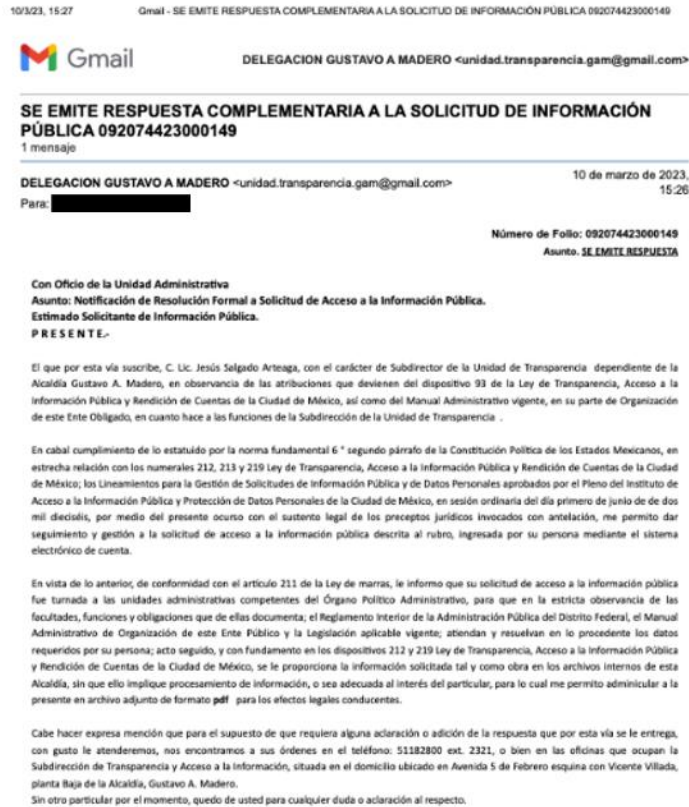 10/3/23, 15:27 Gmail - SE EMITE RESPUESTA COMPLEMENTARIA A LA SOLICITUD DE INFORMACIÓN PÚBLICA 092074423000149
Gmail
DELEGACION GUSTAVO A MADERO <unidad.transparencia.gam@gmail.com>
SE EMITE RESPUESTA COMPLEMENTARIA A LA SOLICITUD DE INFORMACIÓN
PÚBLICA 092074423000149
1 mensaje
DELEGACION GUSTAVO A MADERO <unidad.transparencia.gam@gmail.com>
Para:
10 de marzo de 2023,
15:26
Número de Folio: 092074423000149
Asunto. SE EMITE RESPUESTA
Con Oficio de la Unidad Administrativa
Asunto: Notificación de Resolución Formal a Solicitud de Acceso a la Información Pública.
Estimado Solicitante de Información Pública.
P R E S E N T E.-
El que por esta vía suscribe, C. Lic. Jesús Salgado Arteaga, con el carácter de Subdirector de la Unidad de Transparencia dependiente de la
Alcaldía Gustavo A. Madero, en observancia de las atribuciones que devienen del dispositivo 93 de la Ley de Transparencia, Acceso a la
Información Pública y Rendición de Cuentas de la Ciudad de México, así como del Manual Administrativo vigente, en su parte de Organización
de este Ente Obligado, en cuanto hace a las funciones de la Subdirección de la Unidad de Transparencia .
En cabal cumplimiento de lo estatuido por la norma fundamental 6 ° segundo párrafo de la Constitución Política de los Estados Mexicanos, en
estrecha relación con los numerales 212, 213 y 219 Ley de Transparencia, Acceso a la Información Pública y Rendición de Cuentas de la Ciudad
de México; los Lineamientos para la Gestión de Solicitudes de Información Pública y de Datos Personales aprobados por el Pleno del Instituto de
Acceso a la Información Pública y Protección de Datos Personales de la Ciudad de México, en sesión ordinaria del día primero de junio de de dos
mil dieciséis, por medio del presente ocurso con el sustento legal de los preceptos jurídicos invocados con antelación, me permito dar
seguimiento y gestión a la solicitud de acceso a la información pública descrita al rubro, ingresada por su persona mediante el sistema
electrónico de cuenta.
En vista de lo anterior, de conformidad con el artículo 211 de la Ley de marras, le informo que su solicitud de acceso a la información pública
fue turnada a las unidades administrativas competentes del Órgano Político Administrativo, para que en la estricta observancia de las
facultades, funciones y obligaciones que de ellas documenta; el Reglamento Interior de la Administración Pública del Distrito Federal, el Manual
Administrativo de Organización de este Ente Público y la Legislación aplicable vigente; atiendan y resuelvan en lo procedente los datos
requeridos por su persona; acto seguido, y con fundamento en los dispositivos 212 y 219 Ley de Transparencia, Acceso a la Información Pública
y Rendición de Cuentas de la Ciudad de México, se le proporciona la información solicitada tal y como obra en los archivos internos de esta
Alcaldía, sin que ello implique procesamiento de información, o sea adecuada al interés del particular, para lo cual me permito adminicular a la
presente en archivo adjunto de formato pdf para los efectos legales conducentes.
Cabe hacer expresa mención que para el supuesto de que requiera alguna aclaración o adición de la respuesta que por esta vía se le entrega,
con gusto le atenderemos, nos encontramos a sus órdenes en el teléfono: 51182800 ext. 2321, o bien en las oficinas que ocupan la
Subdirección de Transparencia y Acceso a la Información, situada en el domicilio ubicado en Avenida 5 de Febrero esquina con Vicente Villada,
planta Baja de la Alcaldía, Gustavo A. Madero.
Sin otro particular por el momento, quedo de usted para cualquier duda o aclaración al respecto.